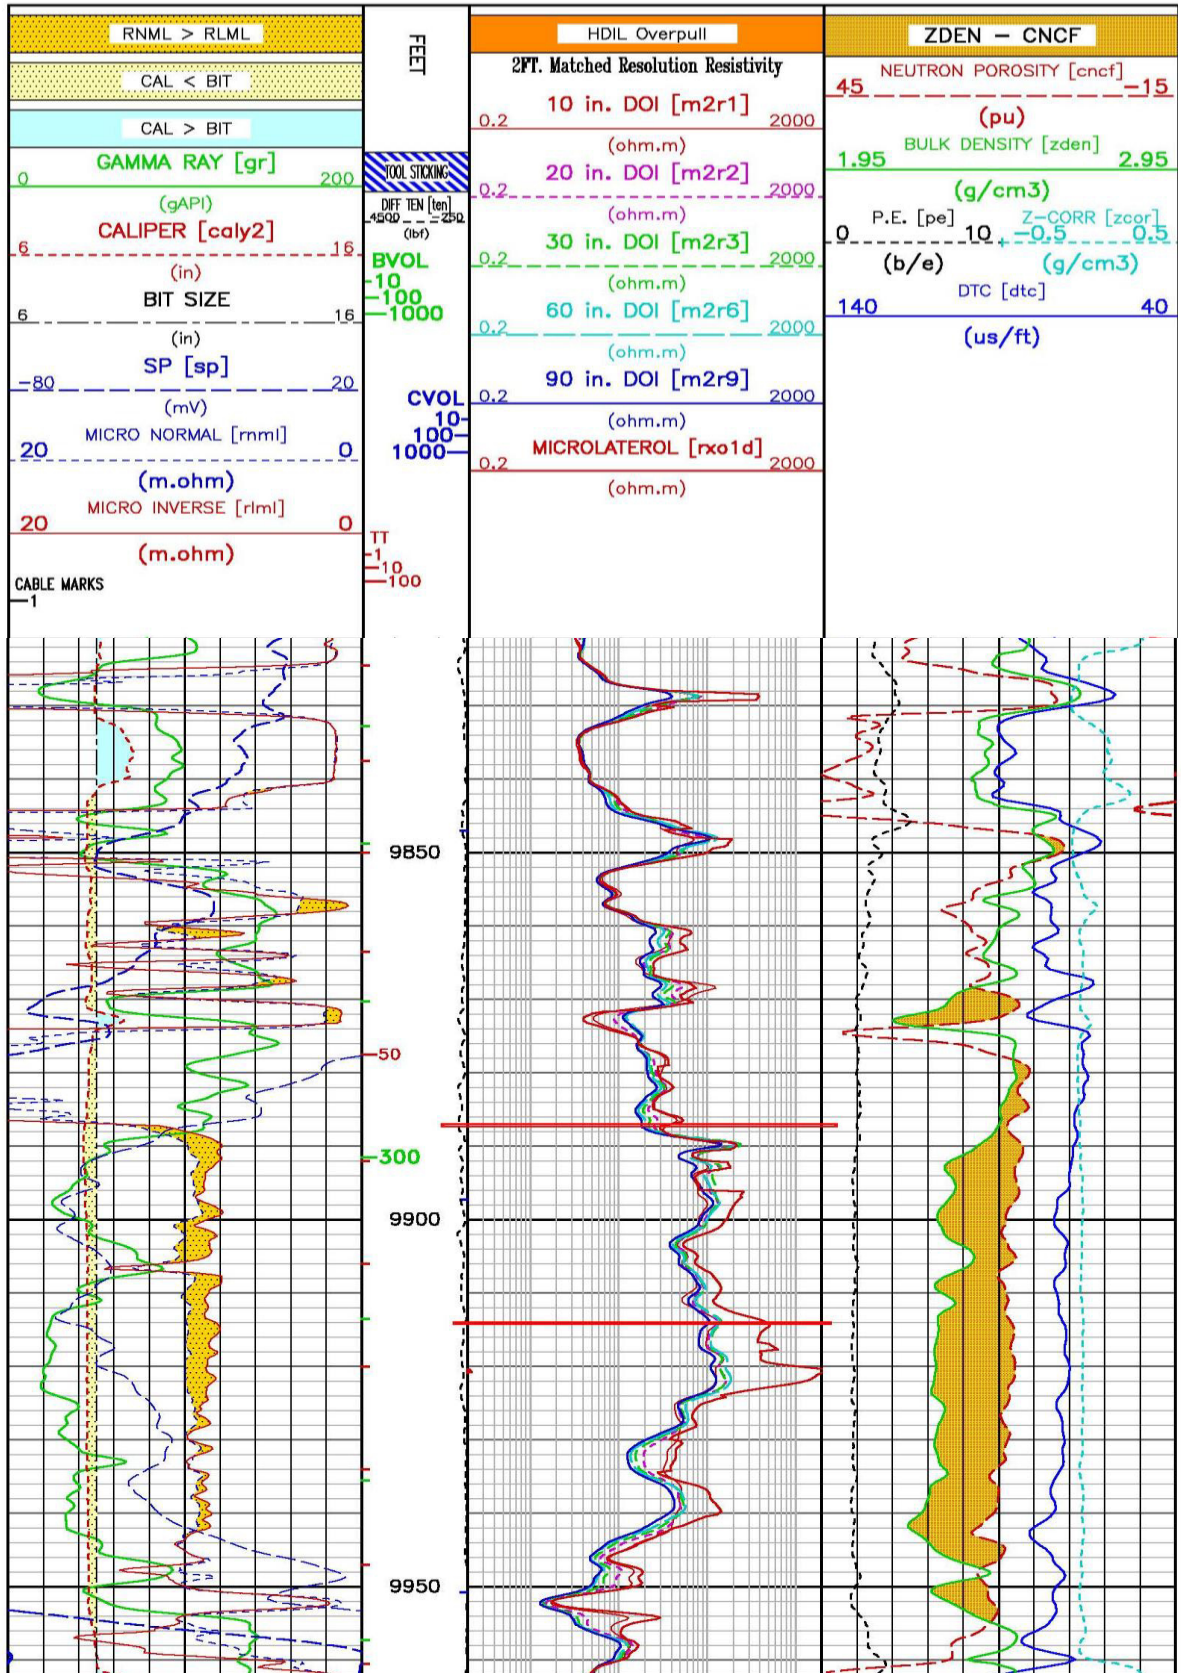 RNML > RLML
CAL < BIT
CAL > BIT
GAMMA RAY [gr]
0 200
(gAPI)
CALIPER [caly2]
6 16
(in)
BIT SIZE
6 16
(in)
SP [sp]
-80 20
(mV)
MICRO NORMAL [rnml]
20 0
(m.ohm)
MICRO INVERSE [rlml]
20 0
(m.ohm)
CABLE MARKS
1
FEET
TOOL STICKING
DIFF TEN [ten]
4500 -250
(lbf)
BVOL
10
100
1000
CVOL
10
100
1000
TT
1
10
100
HDIL Overpull
2FT. Matched Resolution Resistivity
10 in. DOI [m2r1]
0.2 2000
(ohm.m)
20 in. DOI [m2r2]
0.2 2000
(ohm.m)
30 in. DOI [m2r3]
0.2 2000
(ohm.m)
60 in. DOI [m2r6]
0.2 2000
(ohm.m)
90 in. DOI [m2r9]
0.2 2000
(ohm.m)
MICROLATEROL [rxo1d]
0.2 2000
(ohm.m)
ZDEN - CNCF
NEUTRON POROSITY [cncf]
45 -15
(pu)
BULK DENSITY [zden]
1.95 2.95
(g/cm3)
P.E. [pe] Z-CORR [zcor]
0 10 -0.5 0.5
(b/e) (g/cm3)
DTC [dtc]
140 40
(us/ft)
9850
50
300
9900
9950